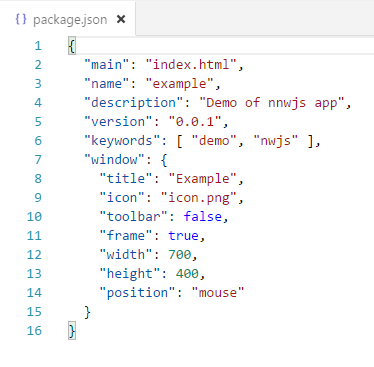 { } package.json ×
1 {
2 "main": "index.html",
3 "name": "example",
4 "description": "Demo of nnwjs app",
5 "version": "0.0.1",
6 "keywords": [ "demo", "nwjs" ],
7 "window": {
8 "title": "Example",
9 "icon": "icon.png",
10 "toolbar": false,
11 "frame": true,
12 "width": 700,
13 "height": 400,
14 "position": "mouse"
15 }
16 }